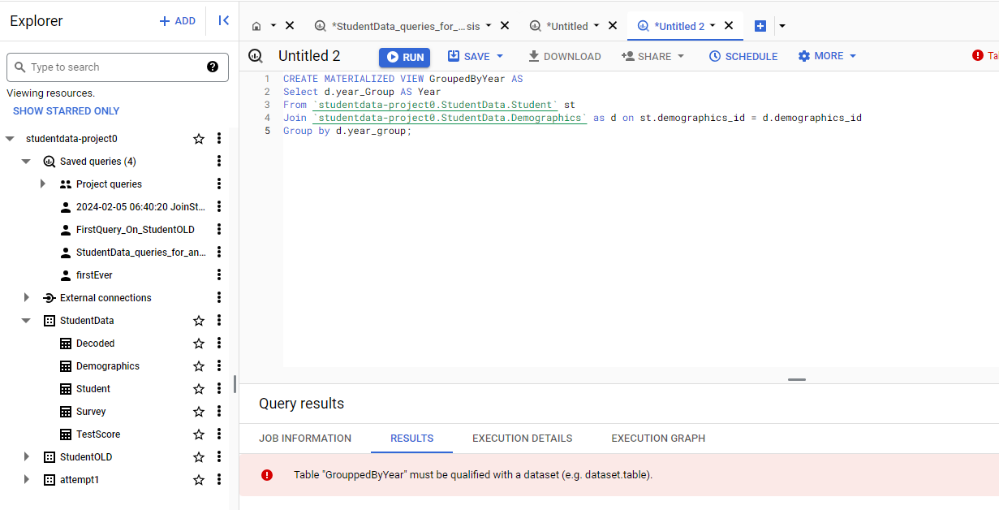 Explorer
+ ADD
*StudentData_queries_for_...sis
*Untitled
*Untitled 2
Type to search
Viewing resources.
SHOW STARRED ONLY
studentdata-project0
Saved queries (4)
Project queries
2024-02-05 06:40:20 JoinSt...
FirstQuery_On_StudentOLD
StudentData_queries_for_an...
firstEver
External connections
StudentData
Decoded
Demographics
Student
Survey
TestScore
StudentOLD
attempt1
Untitled 2
RUN
SAVE
DOWNLOAD
SHARE
SCHEDULE
MORE
Ta
1 CREATE MATERIALIZED VIEW GroupedByYear AS
2 Select d.year_Group AS Year
3 From `studentdata-project0.StudentData.Student` st
4 Join `studentdata-project0.StudentData.Demographics` as d on st.demographics_id = d.demographics_id
5 Group by d.year_group;
Query results
JOB INFORMATION
RESULTS
EXECUTION DETAILS
EXECUTION GRAPH
Table "GrouppedByYear" must be qualified with a dataset (e.g. dataset.table).